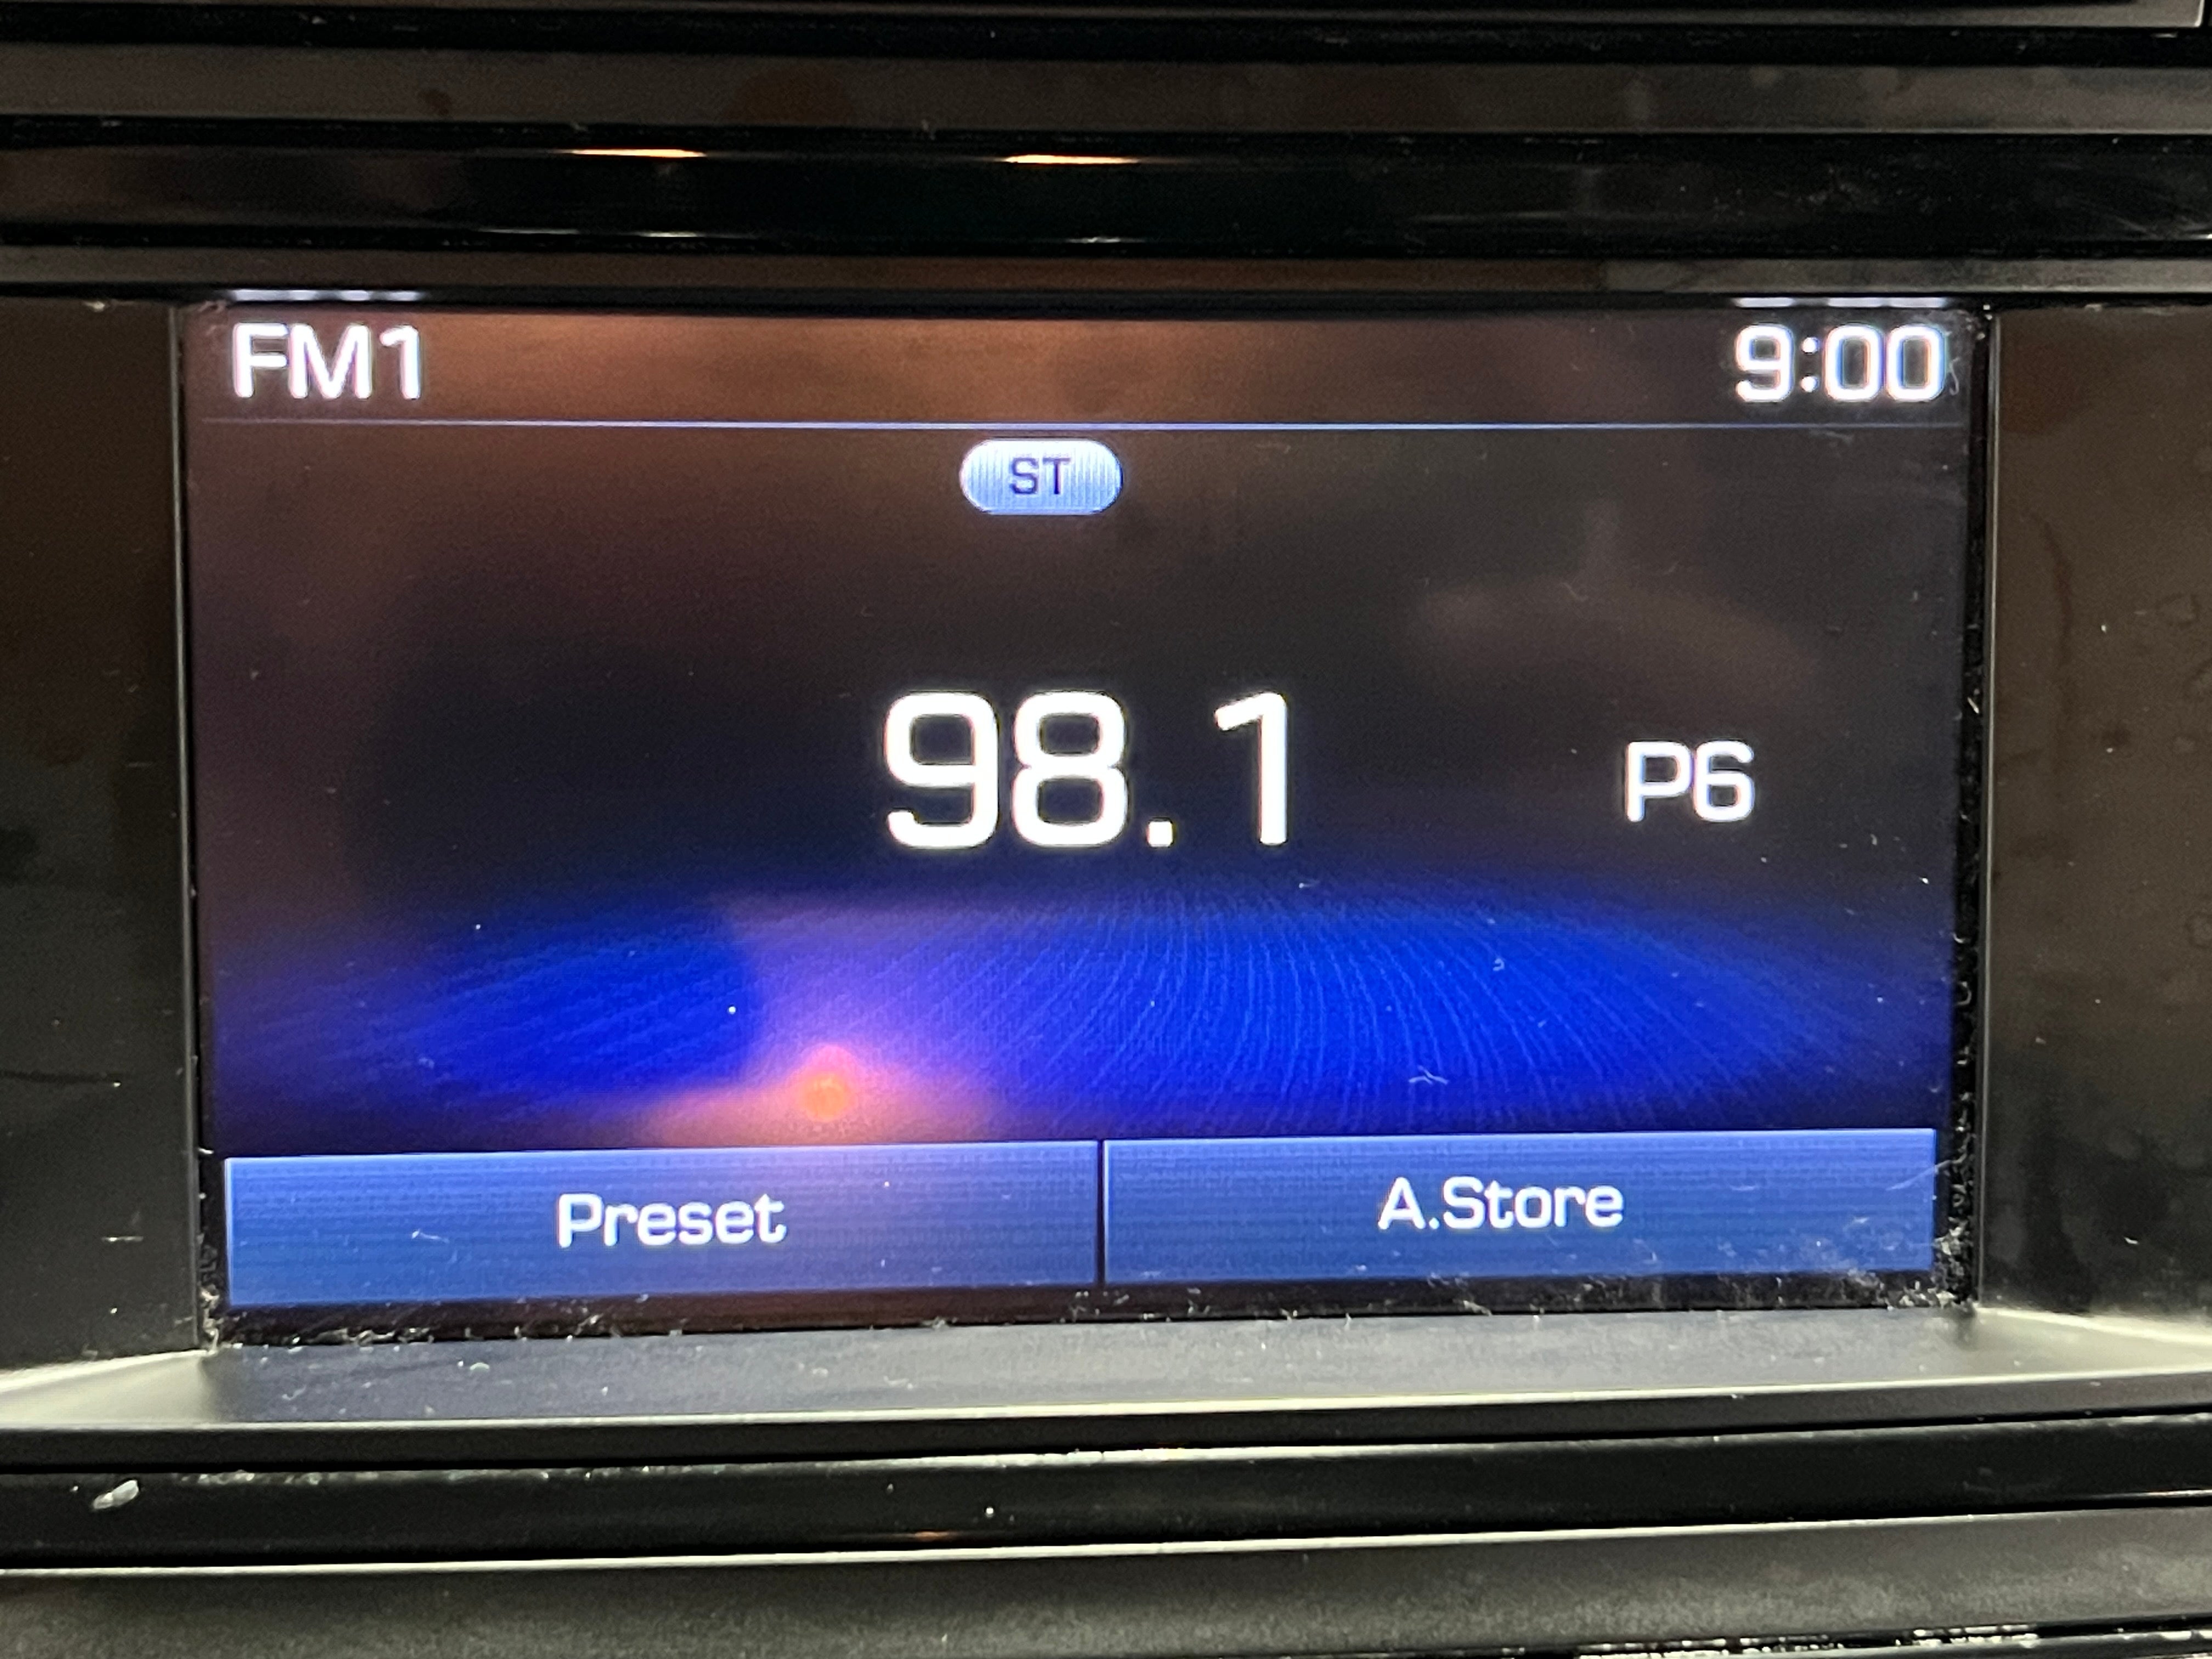 FM1 9:00
ST
98.1 P6
Preset A.Store